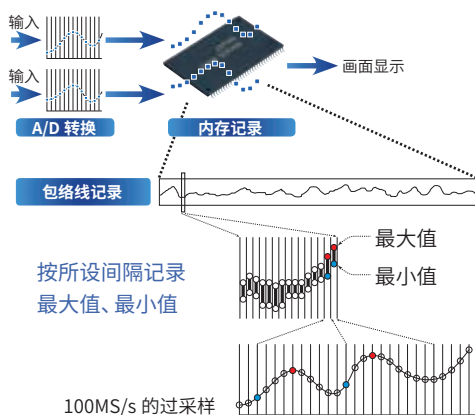 输入
输入
A/D 转换
内存记录
画面显示
包络线记录
最大值
最小值
按所设间隔记录
最大值、最小值
100MS/s 的过采样